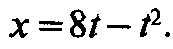 x = 8t − t².